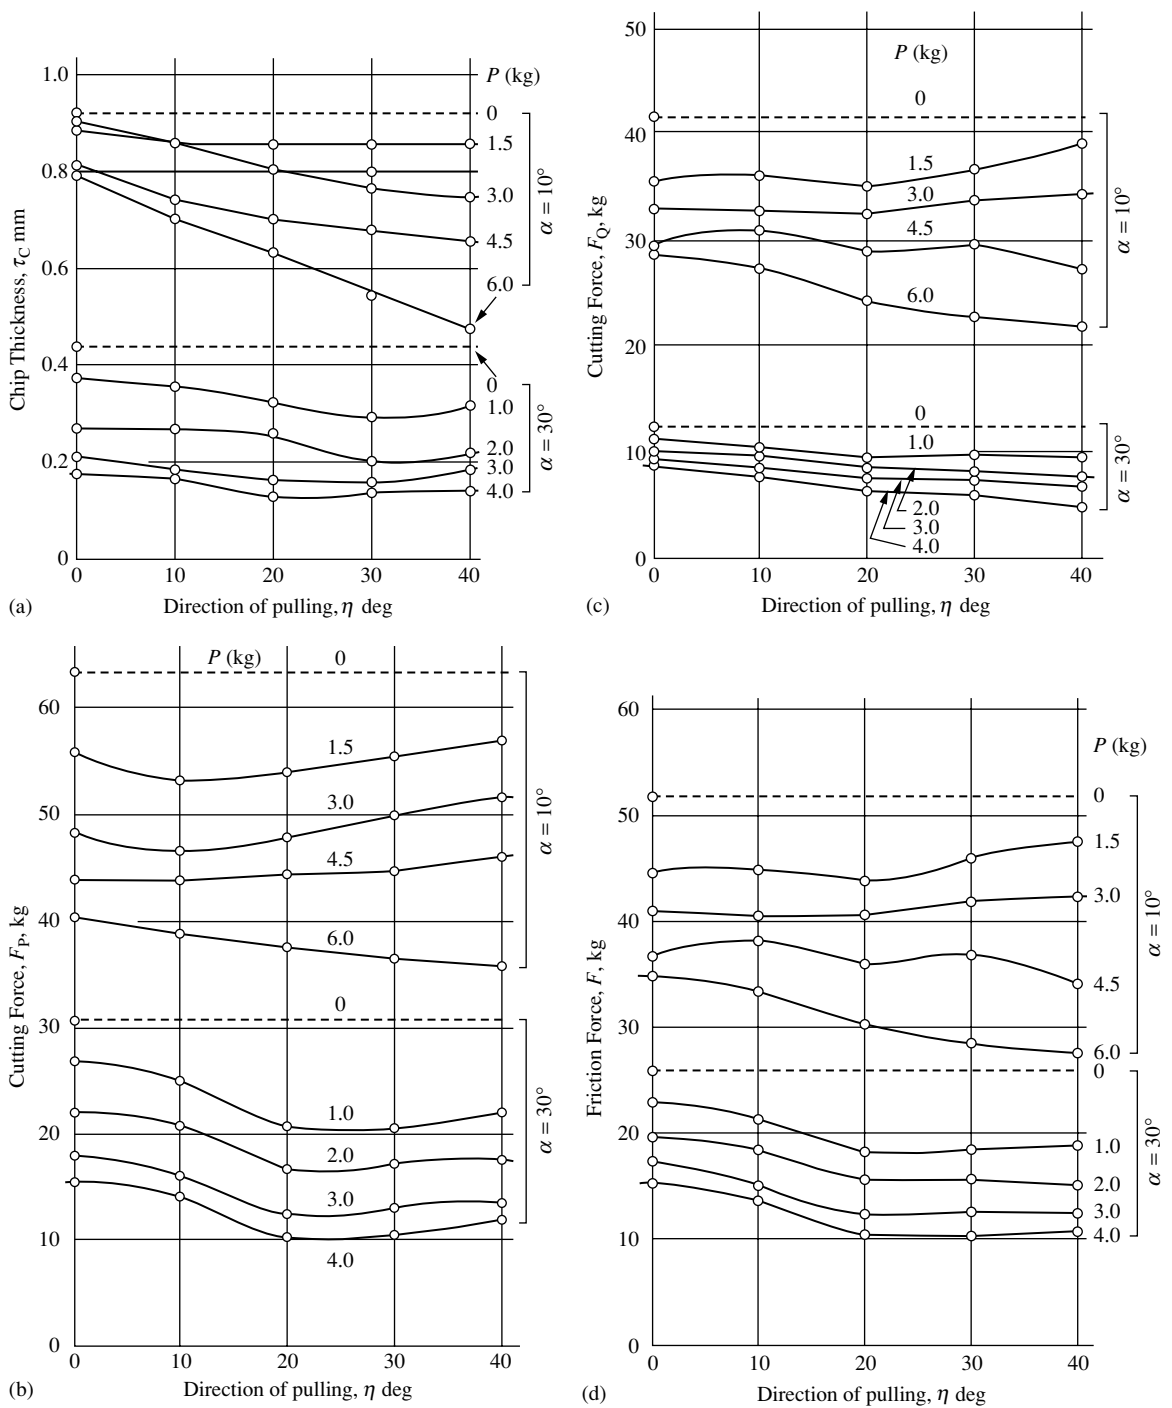 P (kg)
1.0
0
1.5
0.8
3.0
α = 10°
4.5
0.6
6.0
0.4
0
1.0
α = 30°
2.0
0.2
3.0
4.0
0
0 10 20 30 40
Chip Thickness, τC mm
Direction of pulling, η deg
(a)
50
P (kg)
0
40
1.5
3.0
α = 10°
4.5
30
6.0
20
0
1.0
10
α = 30°
2.0
3.0
4.0
0
0 10 20 30 40
Cutting Force, FQ, kg
Direction of pulling, η deg
(c)
P (kg) 0
60
1.5
3.0
50
α = 10°
4.5
40
6.0
0
30
1.0
20
α = 30°
2.0
3.0
10
4.0
0
0 10 20 30 40
Cutting Force, FP, kg
Direction of pulling, η deg
(b)
60
P (kg)
0
50
1.5
3.0
α = 10°
40
4.5
30
6.0
0
20
1.0
α = 30°
2.0
3.0
10
4.0
0
0 10 20 30 40
Friction Force, F, kg
Direction of pulling, η deg
(d)